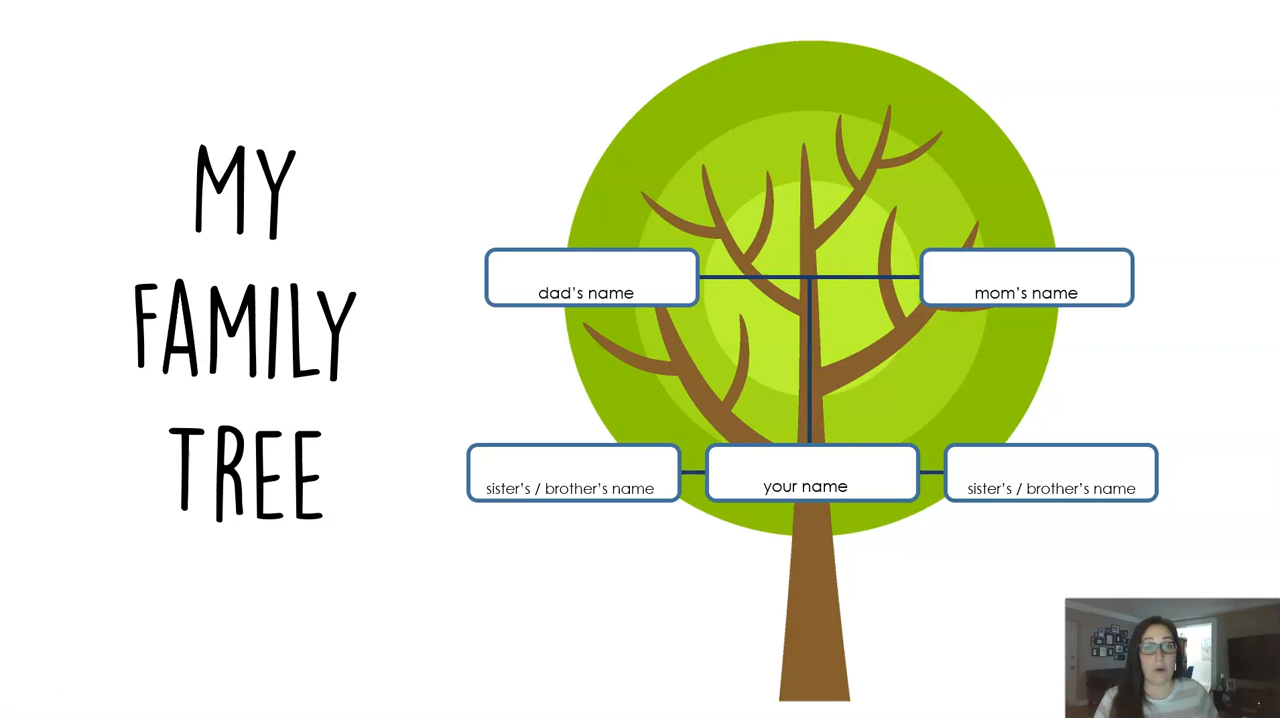 MY
FAMILY
TREE
dad's name
mom's name
sister's / brother's name
your name
sister's / brother's name